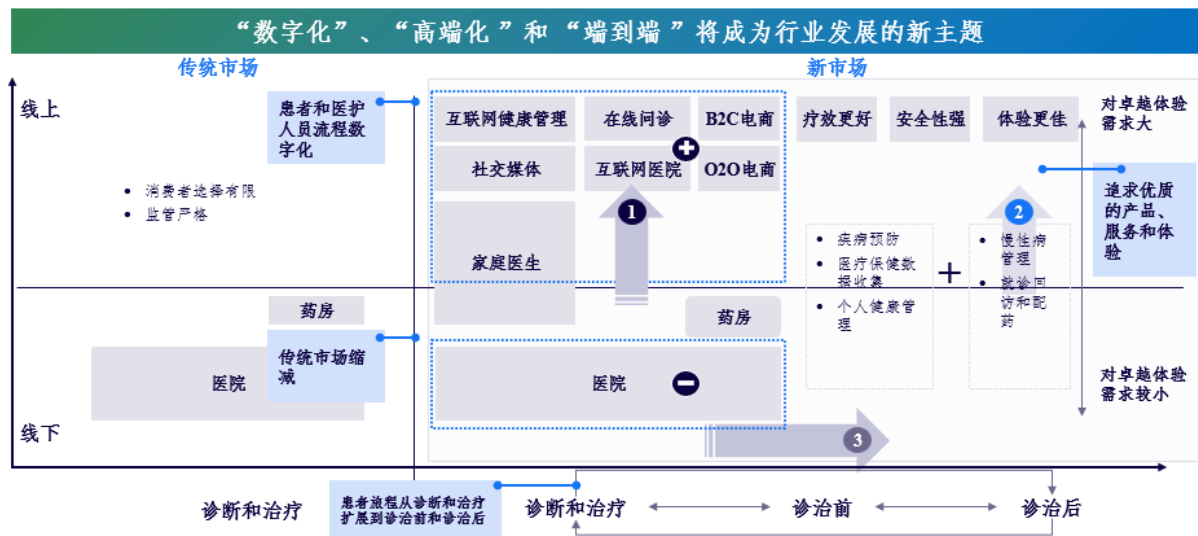 “数字化”、“高端化 ”和 “端到端 ”将成为行业发展的新主题
传统市场
新市场
线上
患者和医护
人员流程数
字化
互联网健康管理
在线问诊
B2C电商
疗效更好
安全性强
体验更佳
对卓越体验
需求大
社交媒体
互联网医院
O2O电商
• 消费者选择有限
• 监管严格
1
2
追求优质
的产品、
服务和体
验
家庭医生
• 疾病预防
• 医疗保健数
据收集
• 个人健康管
理
+
• 慢性病
管理
• 就诊回
访和配
药
药房
药房
传统市场缩
减
医院
医院
对卓越体验
需求较小
线下
3
诊断和治疗
患者流程从诊断和治疗
扩展到诊治前和诊治后
诊断和治疗
诊治前
诊治后